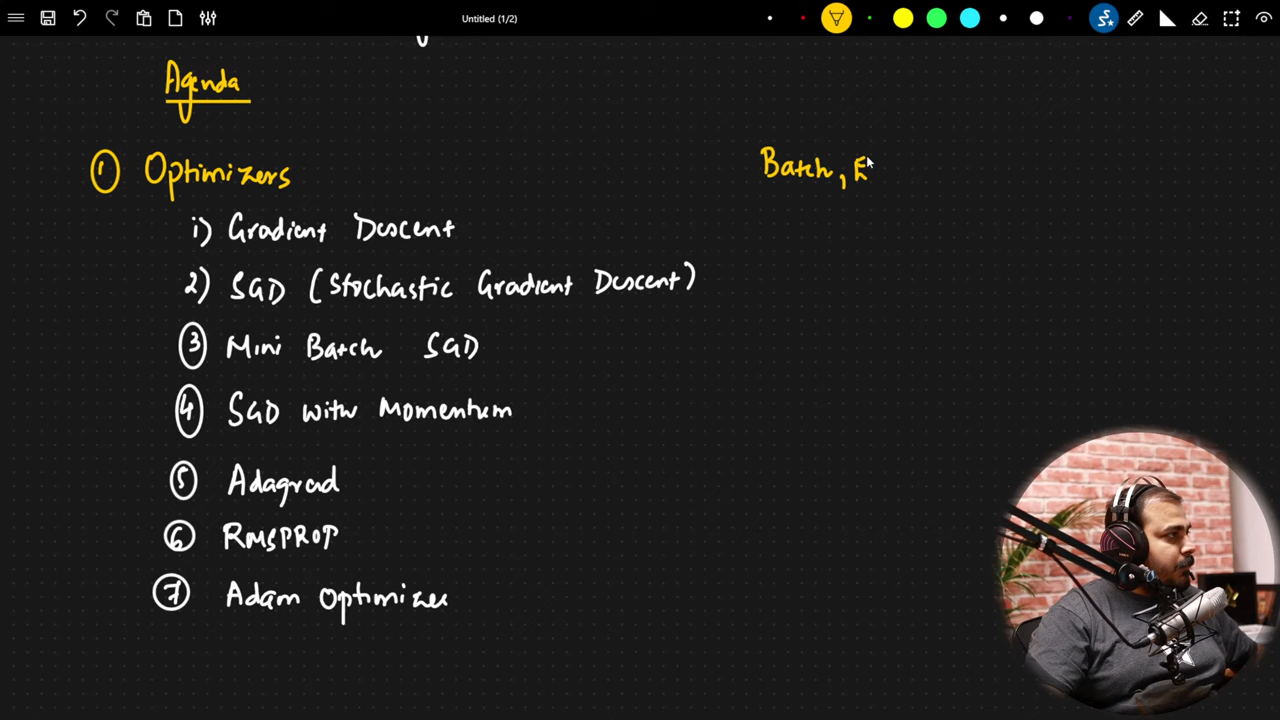 Untitled (1/2)
Agenda
① Optimizers
Batch, E
i) Gradient Descent
2) SGD (Stochastic Gradient Descent)
③ Mini Batch SGD
④ SGD with Momentum
⑤ Adagrad
⑥ RMSPROP
⑦ Adam Optimizer